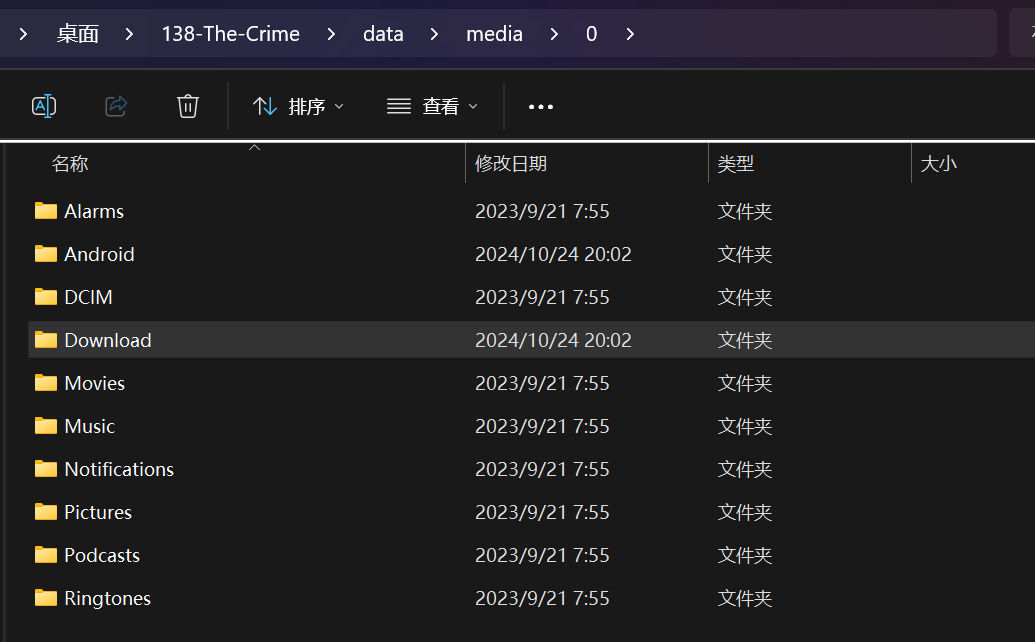 桌面 138-The-Crime data media 0
排序 查看
名称 修改日期 类型 大小
Alarms 2023/9/21 7:55 文件夹
Android 2024/10/24 20:02 文件夹
DCIM 2023/9/21 7:55 文件夹
Download 2024/10/24 20:02 文件夹
Movies 2023/9/21 7:55 文件夹
Music 2023/9/21 7:55 文件夹
Notifications 2023/9/21 7:55 文件夹
Pictures 2023/9/21 7:55 文件夹
Podcasts 2023/9/21 7:55 文件夹
Ringtones 2023/9/21 7:55 文件夹